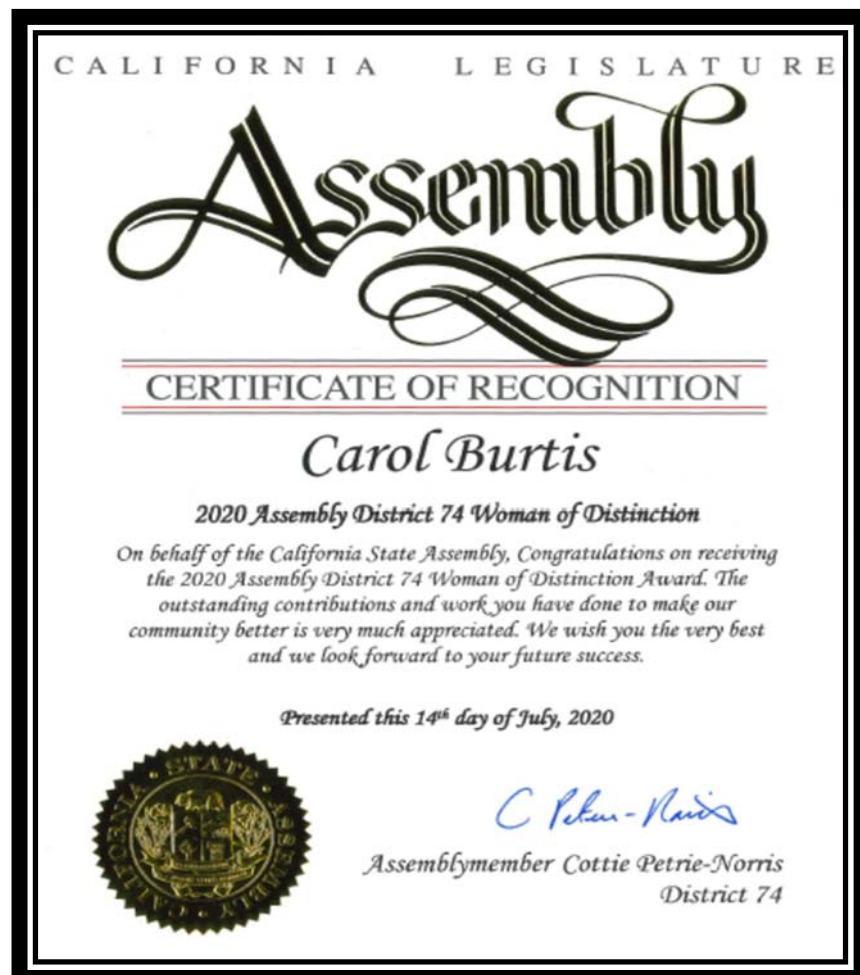 CALIFORNIA LEGISLATURE
Assembly
CERTIFICATE OF RECOGNITION
Carol Burtis
2020 Assembly District 74 Woman of Distinction
On behalf of the California State Assembly, Congratulations on receiving
the 2020 Assembly District 74 Woman of Distinction Award. The
outstanding contributions and work you have done to make our
community better is very much appreciated. We wish you the very best
and we look forward to your future success.
Presented this 14th day of July, 2020
CALIFORNIA · STATE · ASSEMBLY
C Petrie-Norris
Assemblymember Cottie Petrie-Norris
District 74